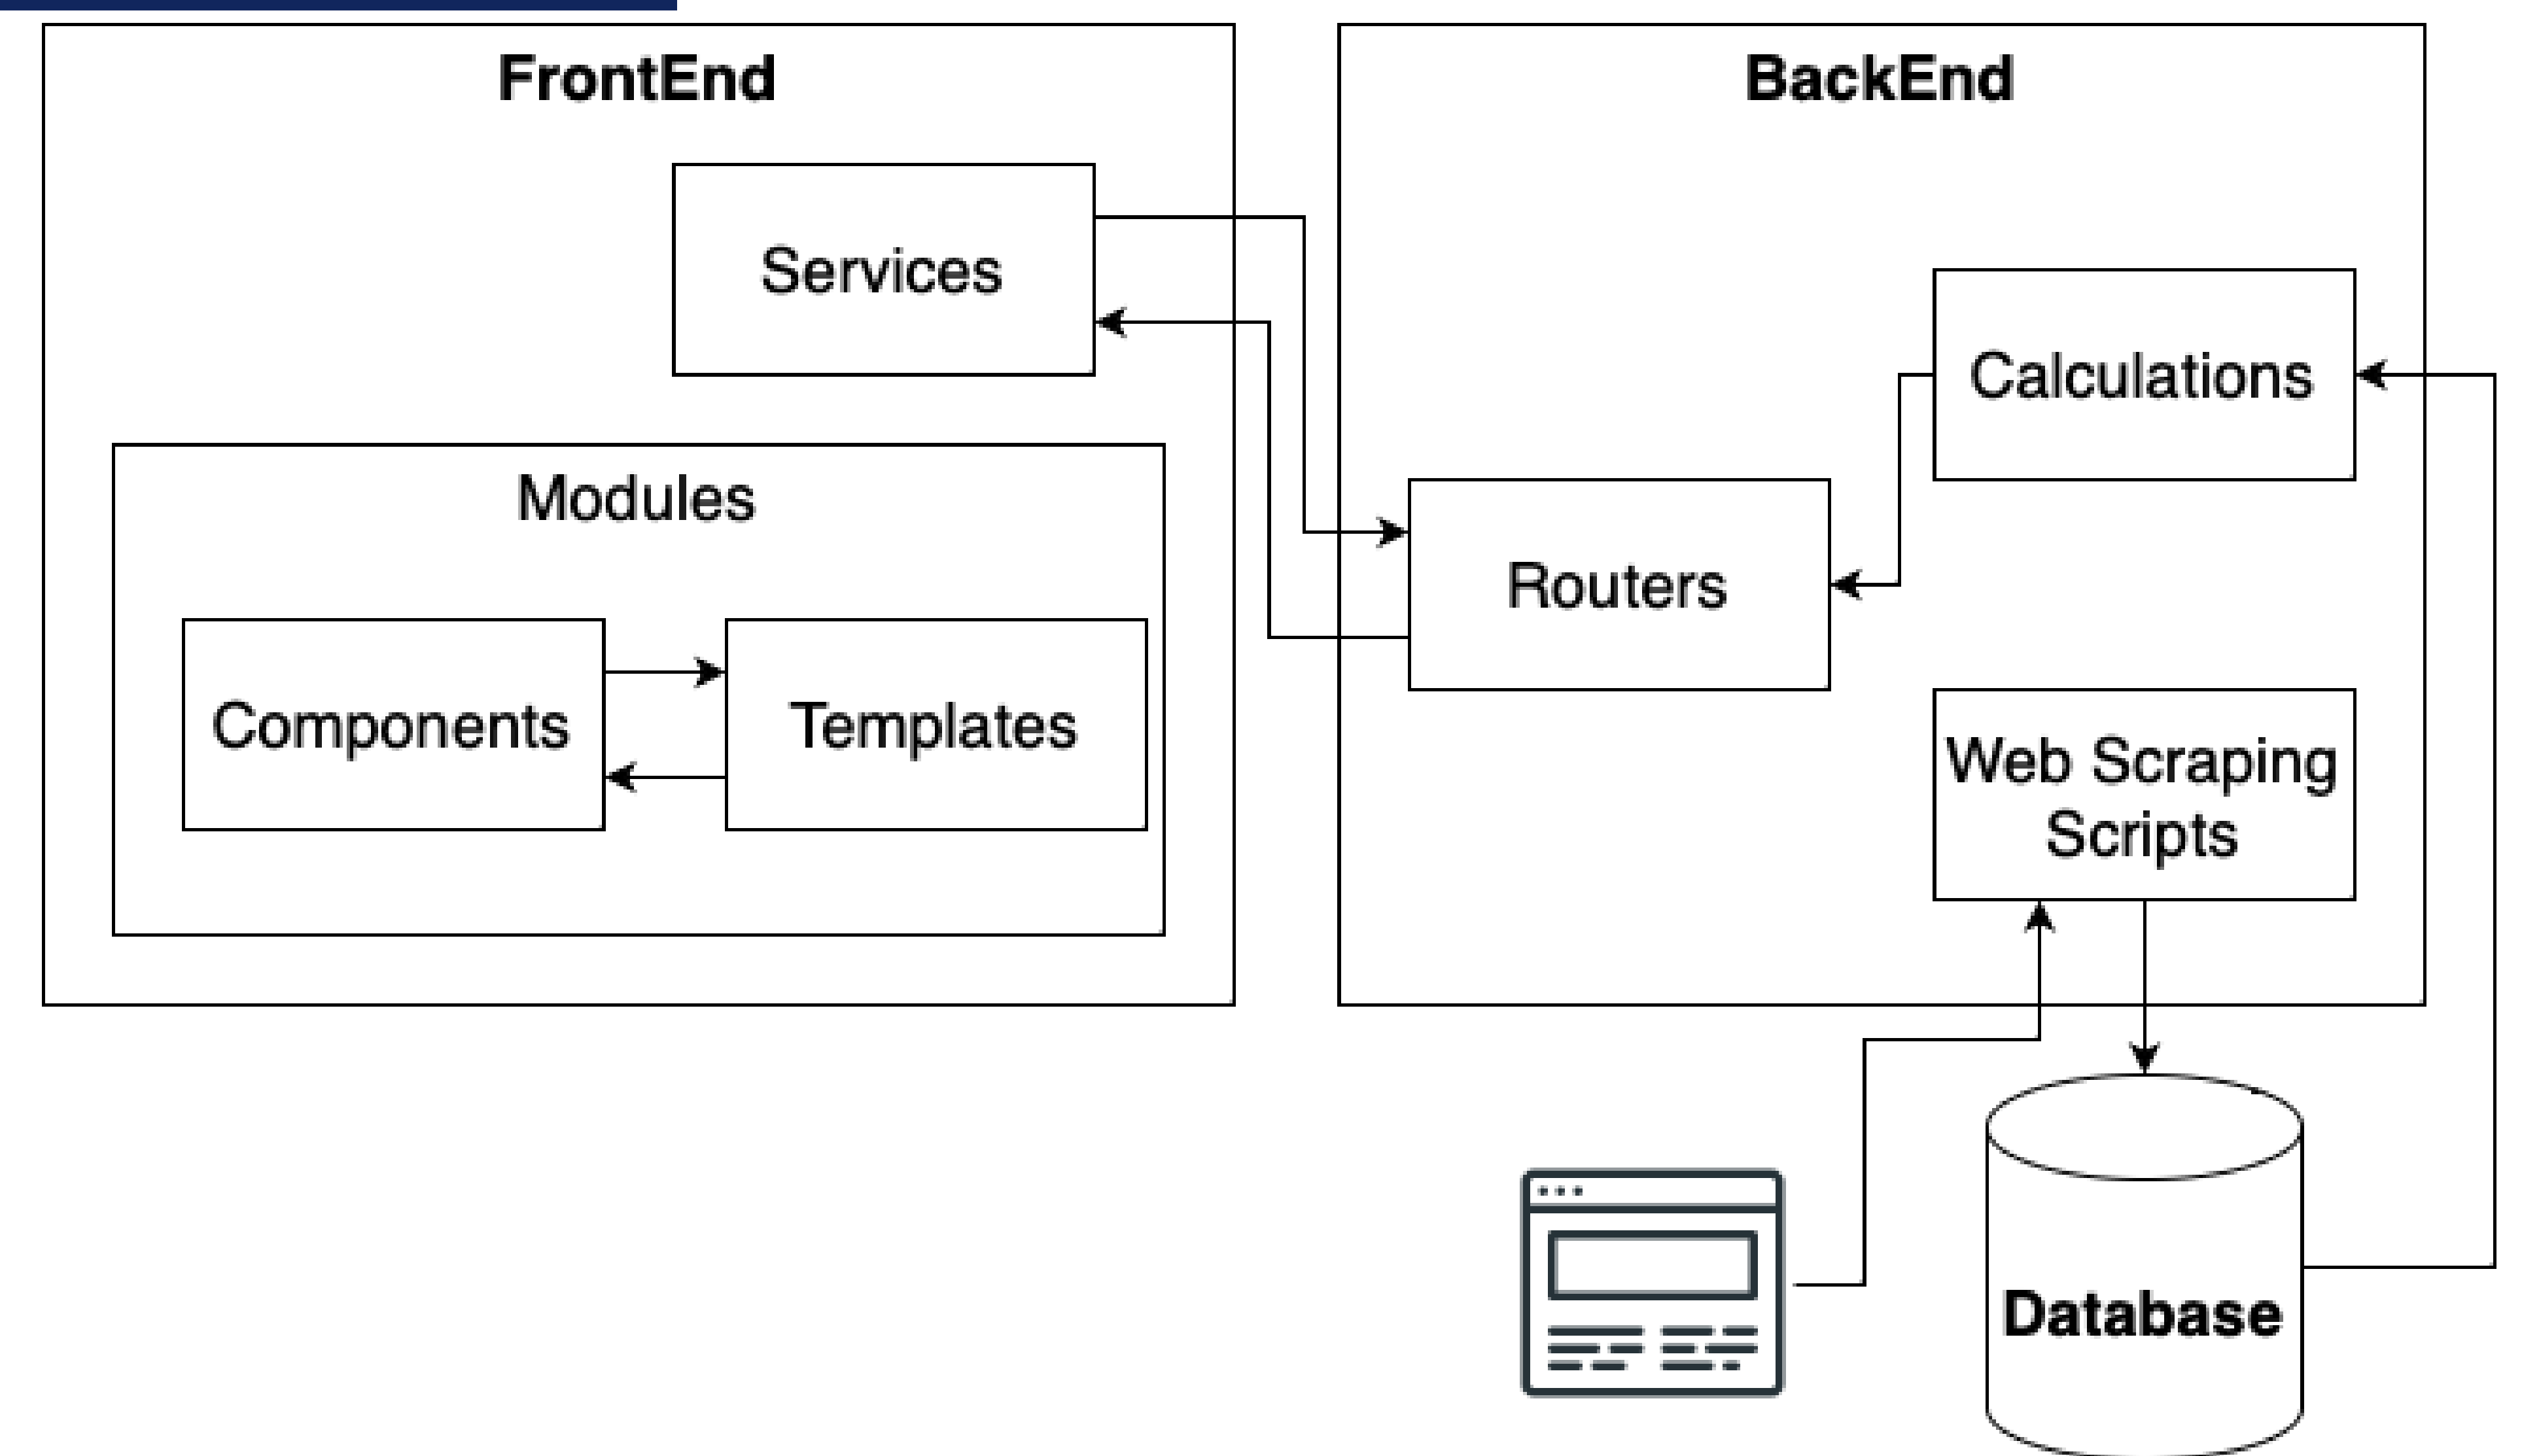 FrontEnd
Services
Modules
Components
Templates
BackEnd
Calculations
Routers
Web Scraping
Scripts
Database